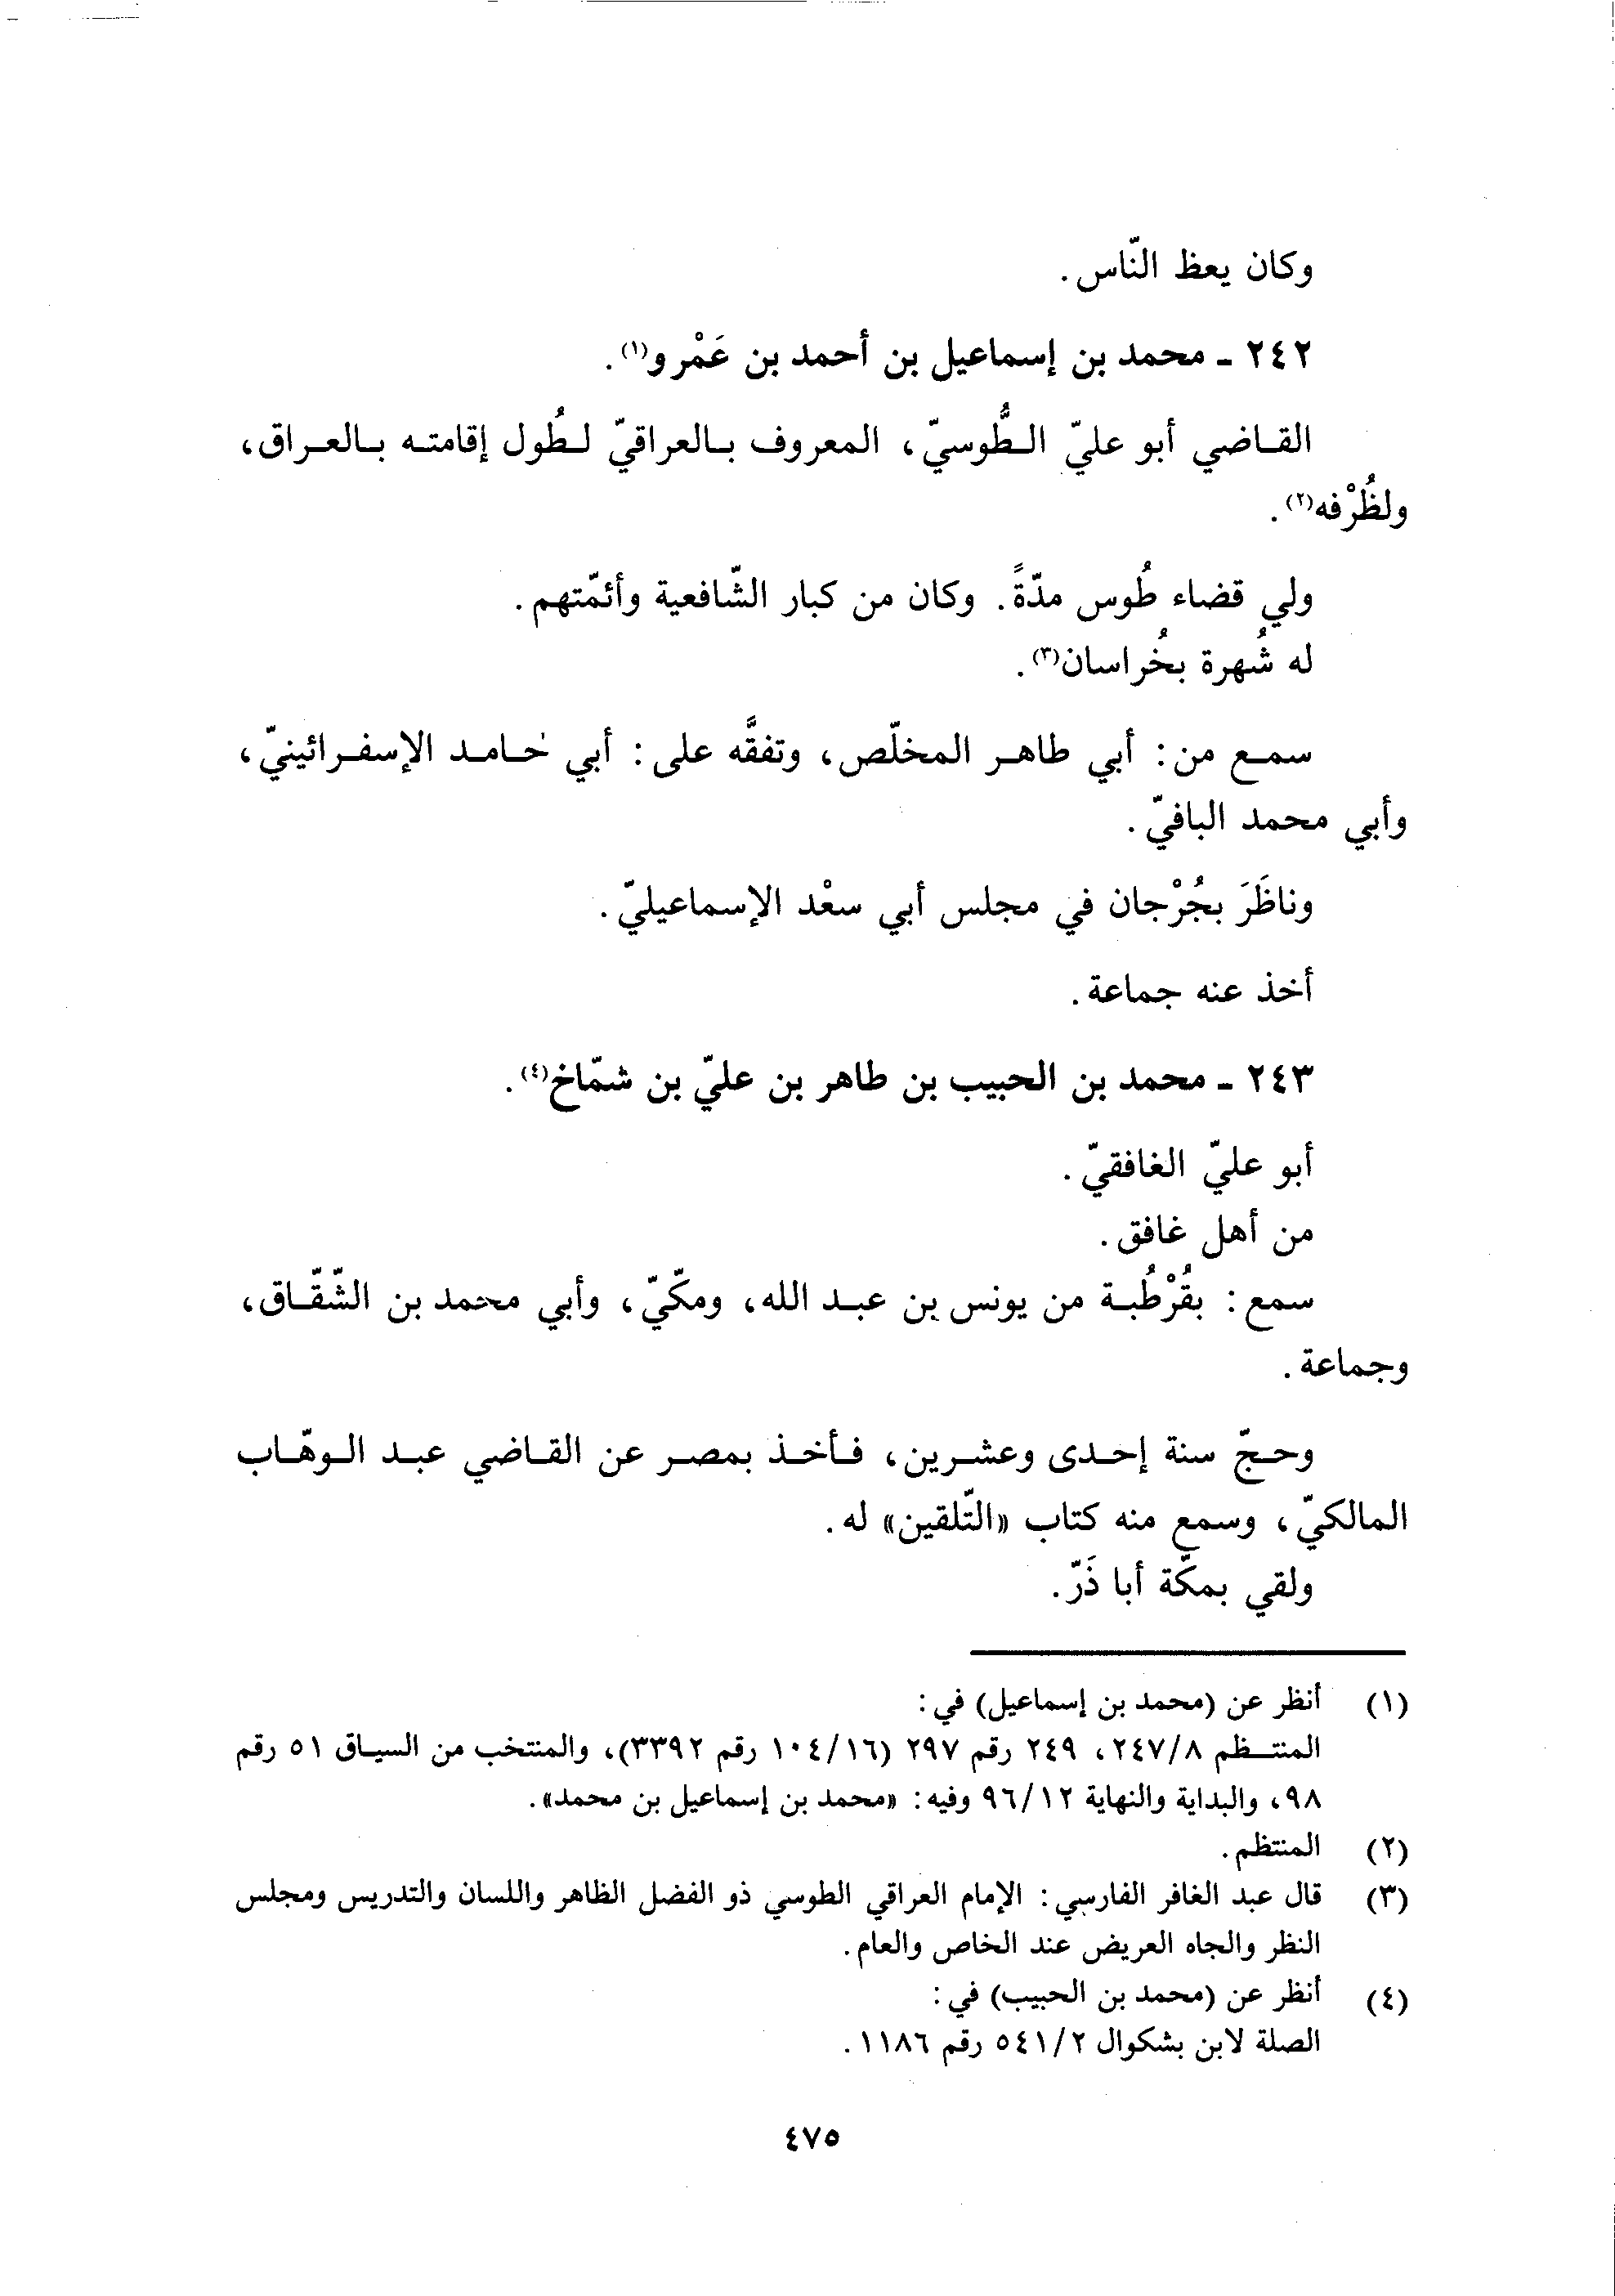 وكان يعظ النّاس.
٢٤٢ - محمد بن إسماعيل بن أحمد بن عَمْرو(١).
القاضي أبو عليّ الطُّوسيّ، المعروف بالعراقيّ لطُول إقامته بالعراق،
ولظُرْفه(٢).
ولي قضاء طُوس مدّةً. وكان من كبار الشّافعية وأئمّتهم.
له شُهرة بخُراسان(٣).
سمع من: أبي طاهر المخلّص، وتفقَّه على: أبي حامد الإسفرائينيّ،
وأبي محمد البافيّ.
وناظَرَ بجُرْجان في مجلس أبي سعْد الإسماعيليّ.
أخذ عنه جماعة.
٢٤٣ - محمد بن الحبيب بن طاهر بن عليّ بن شمّاخ(٤).
أبو عليّ الغافقيّ.
من أهل غافق.
سمع: بقُرْطُبة من يونس بن عبد الله، ومكّيّ، وأبي محمد بن الشّقّاق،
وجماعة.
وحجّ سنة إحدى وعشرين، فأخذ بمصر عن القاضي عبد الوهّاب
المالكيّ، وسمع منه كتاب «التّلقين» له.
ولقي بمكّة أبا ذَرّ.
(١) أنظر عن (محمد بن إسماعيل) في:
المنتظم ٢٤٧/٨، ٢٤٩ رقم ٢٩٧ (١٠٤/١٦ رقم ٣٣٩٢)، والمنتخب من السياق ٥١ رقم
٩٨، والبداية والنهاية ٩٦/١٢ وفيه: «محمد بن إسماعيل بن محمد».
(٢) المنتظم.
(٣) قال عبد الغافر الفارسي: الإمام العراقي الطوسي ذو الفضل الظاهر واللسان والتدريس ومجلس
النظر والجاه العريض عند الخاص والعام.
(٤) أنظر عن (محمد بن الحبيب) في:
الصلة لابن بشكوال ٥٤١/٢ رقم ١١٨٦.
٤٧٥